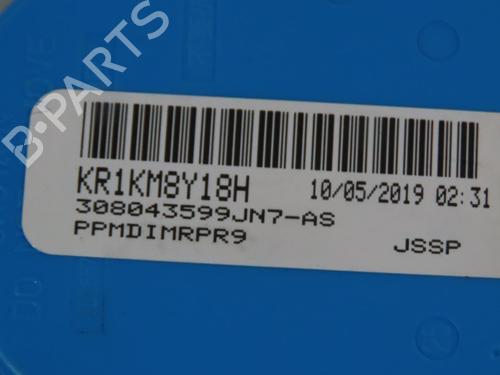 B·PARTS
KR1KM8Y18H 10/05/2019 02:31
308043599JN7-AS
PPMDIMRPR9 JSSP